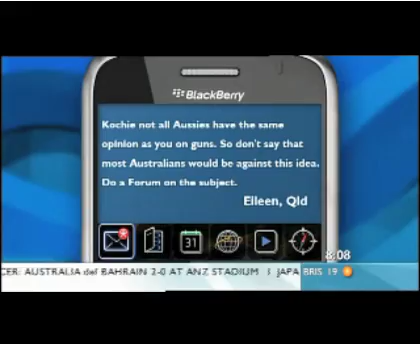 BlackBerry
Kochie not all Aussies have the same
opinion as you on guns. So don't say that
most Australians would be against this idea.
Do a Forum on the subject.
Eileen, Qld
31
8:08
CER: AUSTRALIA def BAHRAIN 2-0 AT ANZ STADIUM | JAPA BRIS 19